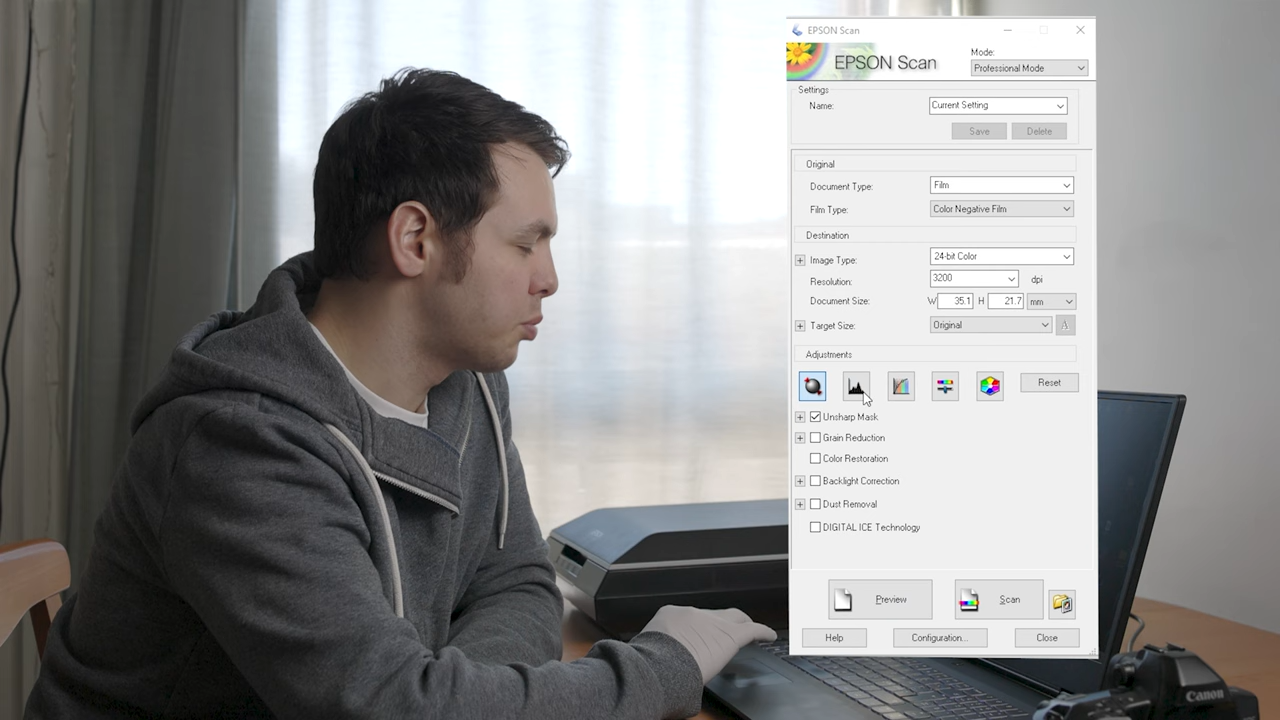 EPSON Scan
EPSON Scan
Mode:
Professional Mode
Settings
Name:
Current Setting
Save
Delete
Original
Document Type:
Film
Film Type:
Color Negative Film
Destination
Image Type:
24-bit Color
Resolution:
3200
dpi
Document Size:
W 35.1 H 21.7 mm
Target Size:
Original
A
Adjustments
Reset
Unsharp Mask
Grain Reduction
Color Restoration
Backlight Correction
Dust Removal
DIGITAL ICE Technology
Preview
Scan
Help
Configuration...
Close
Canon